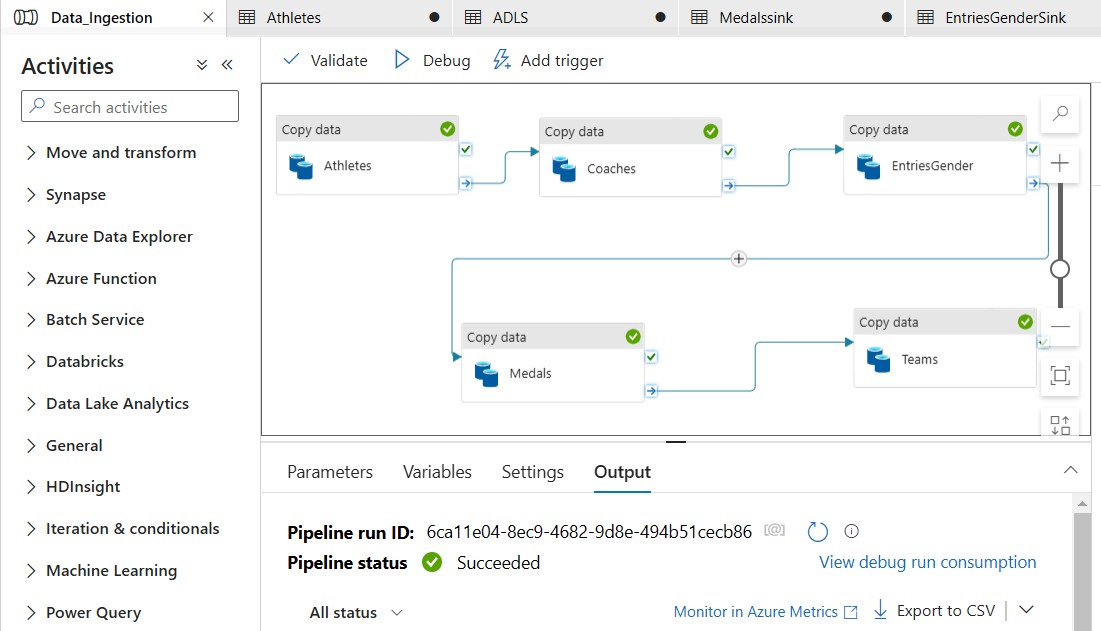 Data_Ingestion
Athletes
ADLS
Medalssink
EntriesGenderSink
Activities
Search activities
Move and transform
Synapse
Azure Data Explorer
Azure Function
Batch Service
Databricks
Data Lake Analytics
General
HDInsight
Iteration & conditionals
Machine Learning
Power Query
Validate
Debug
Add trigger
Copy data
Athletes
Copy data
Coaches
Copy data
EntriesGender
Copy data
Medals
Copy data
Teams
Parameters
Variables
Settings
Output
Pipeline run ID: 6ca11e04-8ec9-4682-9d8e-494b51cecb86 [@]
Pipeline status Succeeded
View debug run consumption
All status
Monitor in Azure Metrics
Export to CSV